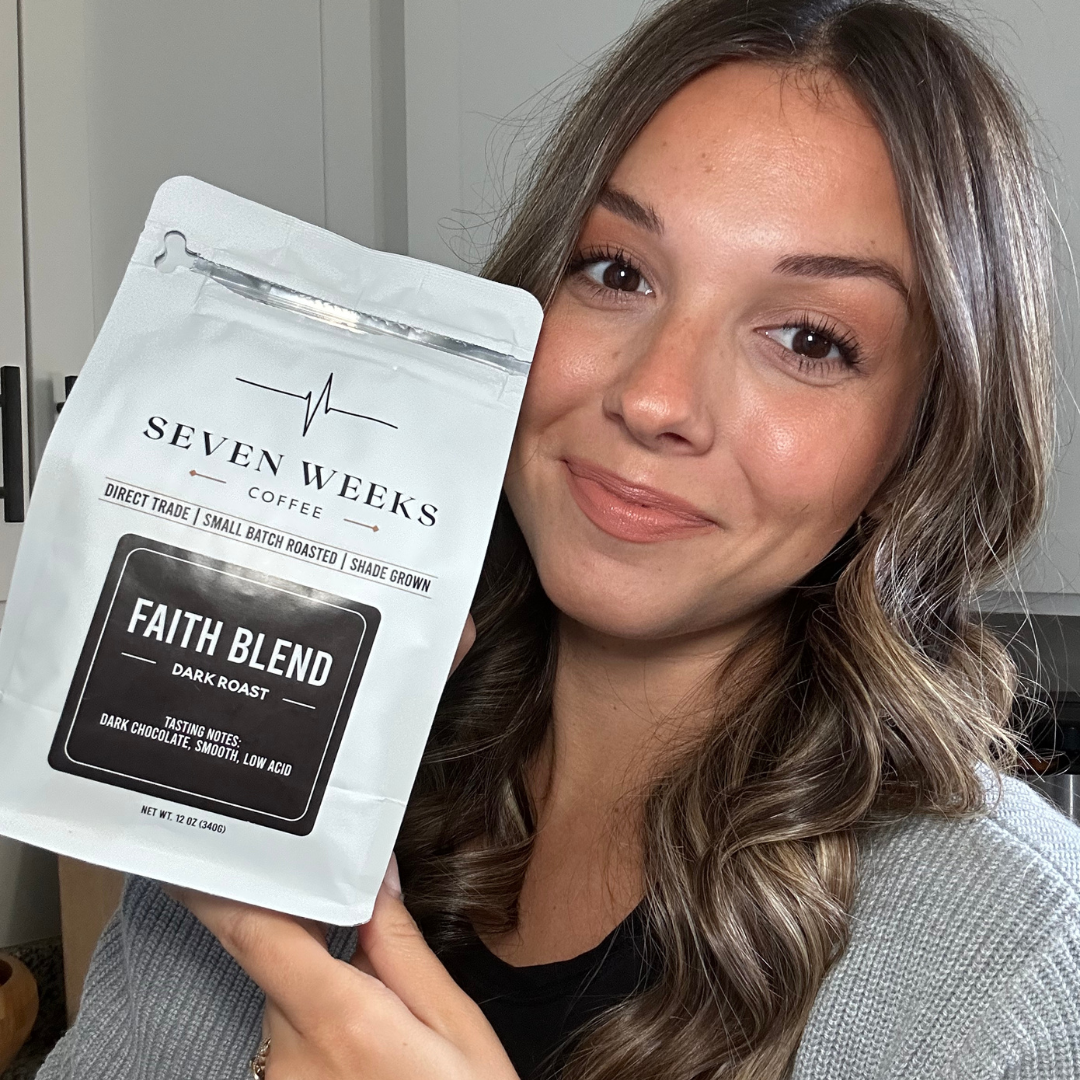 SEVEN WEEKS
COFFEE
DIRECT TRADE | SMALL BATCH ROASTED | SHADE GROWN
FAITH BLEND
DARK ROAST
TASTING NOTES:
DARK CHOCOLATE, SMOOTH, LOW ACID
NET WT. 12 OZ (340G)